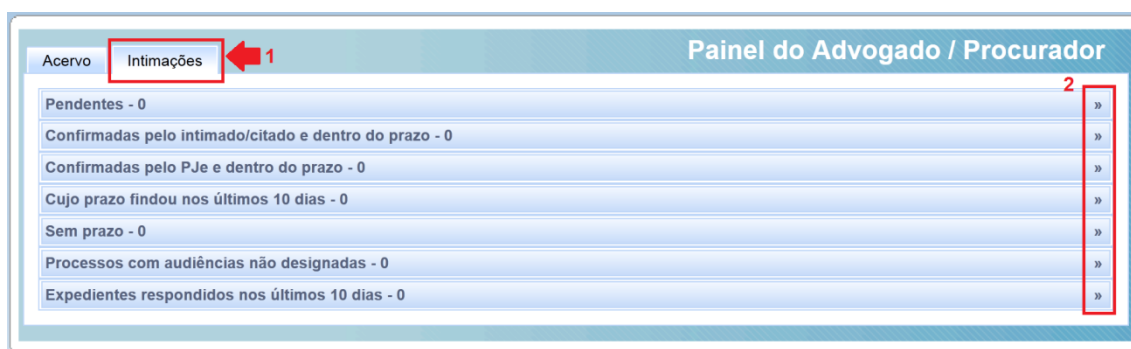 Acervo
Intimações
1
Painel do Advogado / Procurador
2
Pendentes - 0 »
Confirmadas pelo intimado/citado e dentro do prazo - 0 »
Confirmadas pelo PJe e dentro do prazo - 0 »
Cujo prazo findou nos últimos 10 dias - 0 »
Sem prazo - 0 »
Processos com audiências não designadas - 0 »
Expedientes respondidos nos últimos 10 dias - 0 »